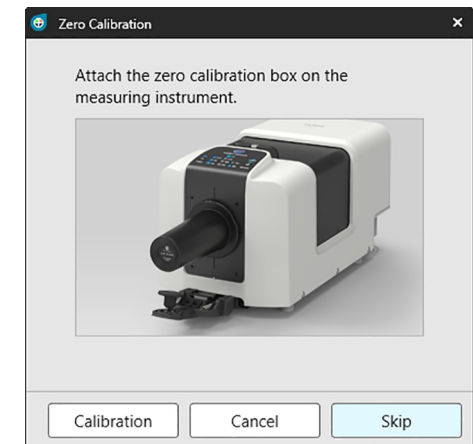 Zero Calibration
Attach the zero calibration box on the
measuring instrument.
Calibration
Cancel
Skip